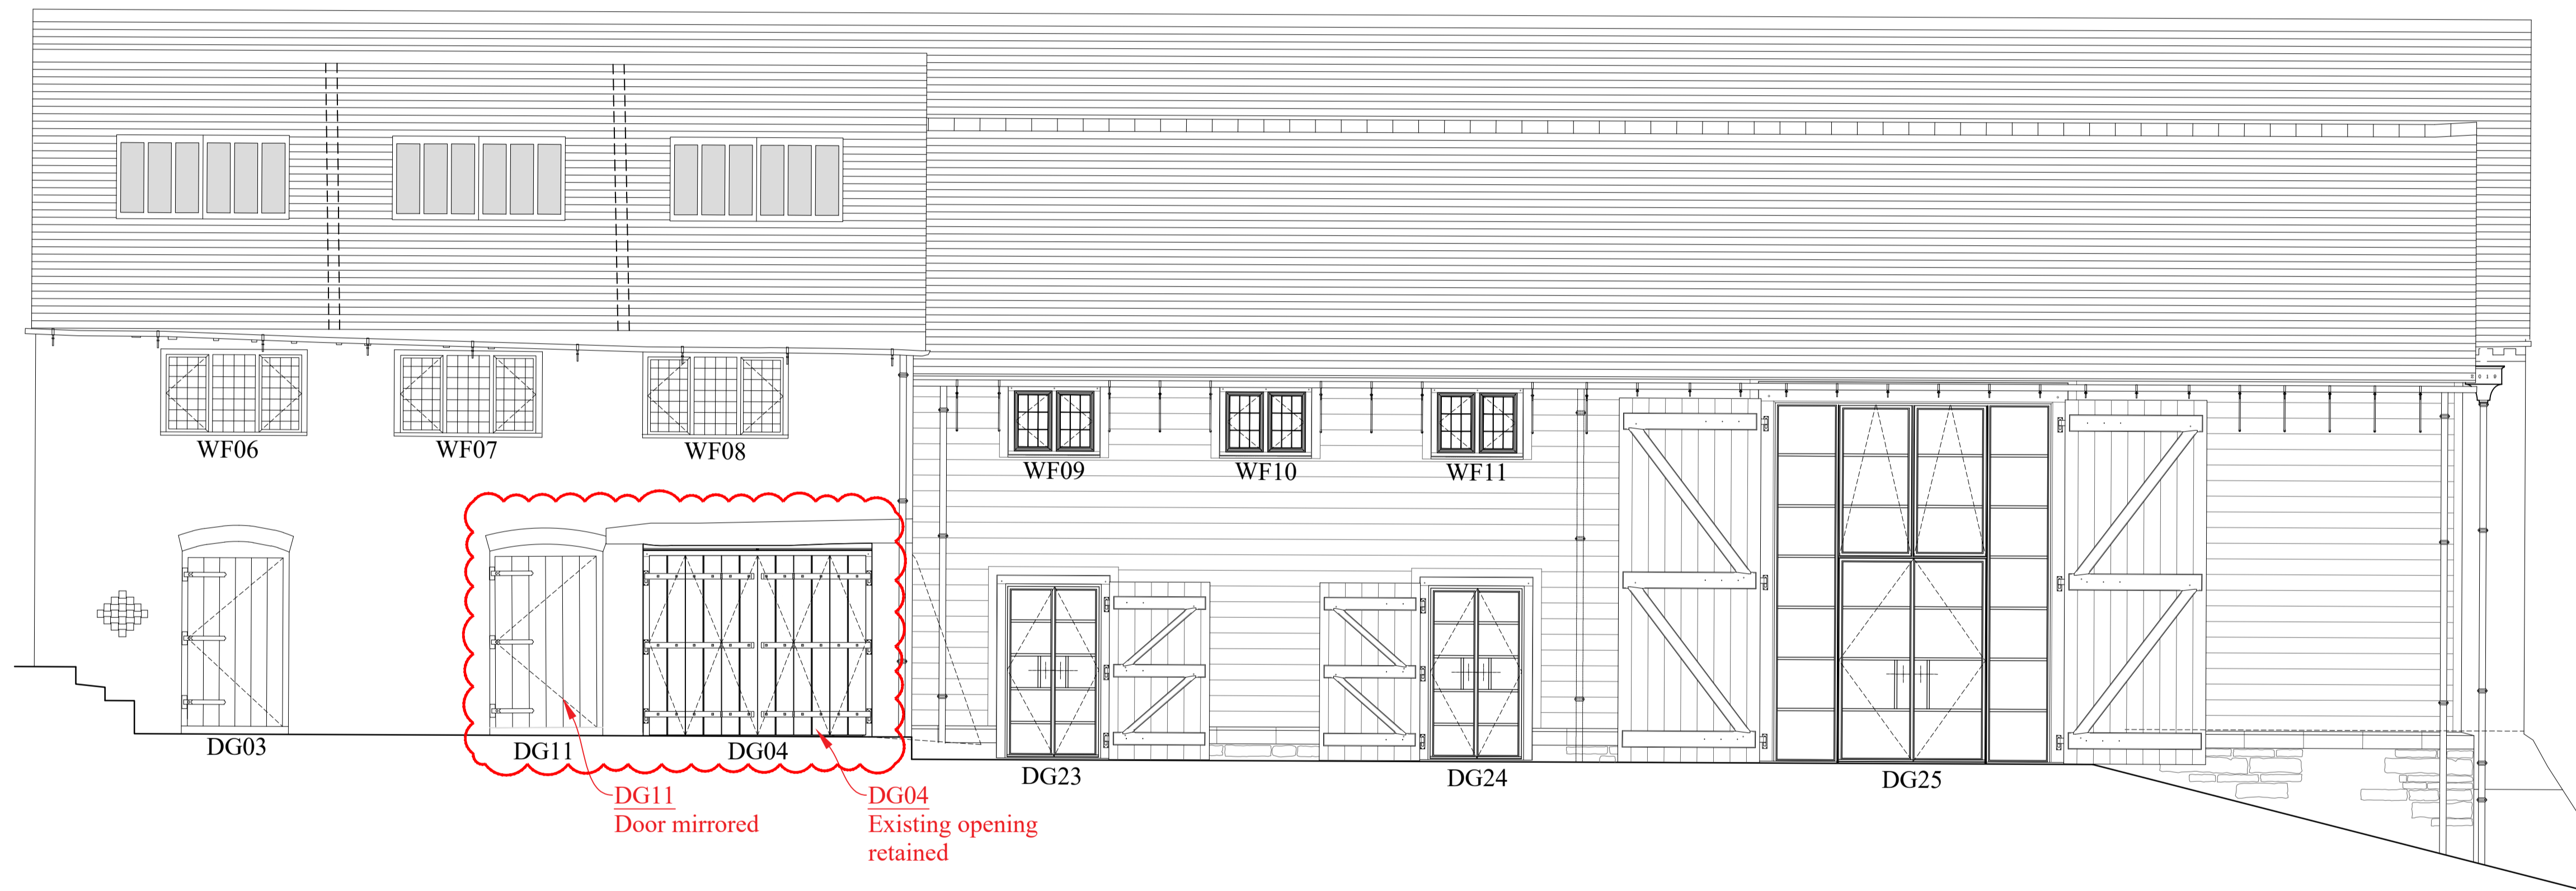 WF06
WF07
WF08
WF09
WF10
WF11
DG03
DG11
DG04
DG23
DG24
DG25
DG11
Door mirrored
DG04
Existing opening
retained